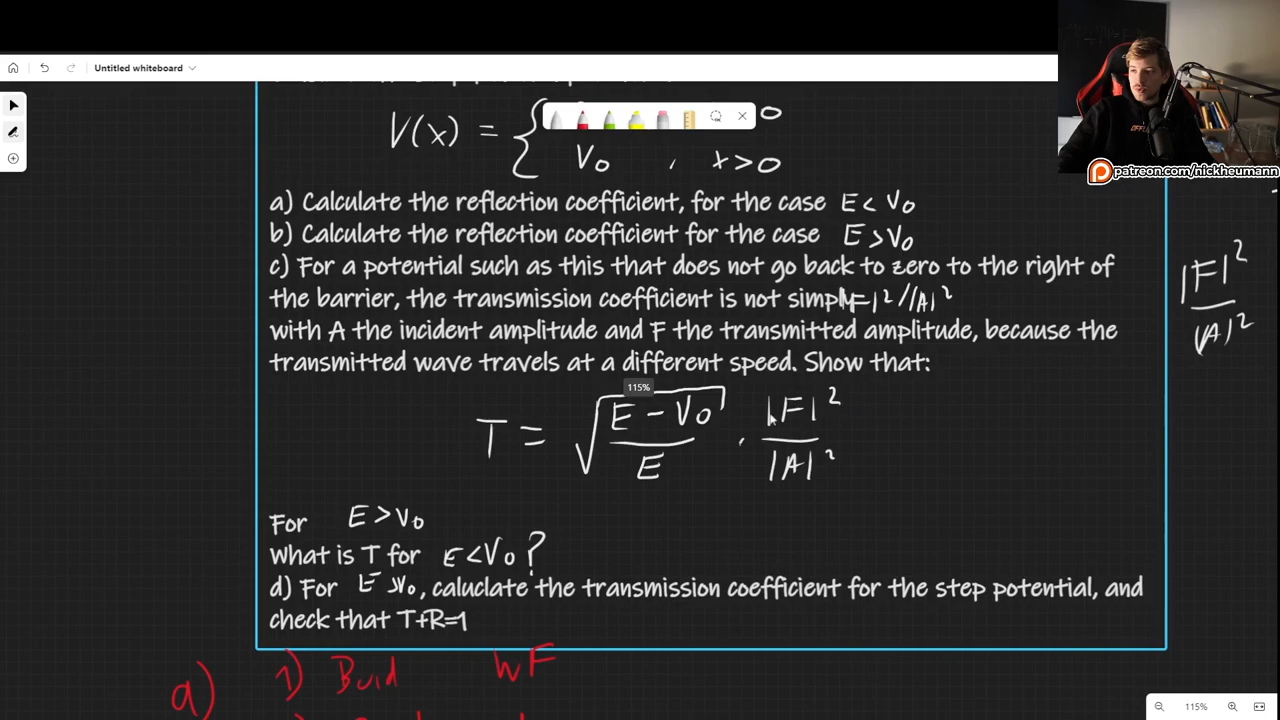 Untitled whiteboard
patreon.com/nickheumann
V(x) = { 0
V0 , x>0
a) Calculate the reflection coefficient, for the case E < V0
b) Calculate the reflection coefficient for the case E > V0
c) For a potential such as this that does not go back to zero to the right of
the barrier, the transmission coefficient is not simply |F|²/|A|²
with A the incident amplitude and F the transmitted amplitude, because the
transmitted wave travels at a different speed. Show that:
|F|²
|A|²
115%
T = √(E - V0 / E) · |F|² / |A|²
For E > V0
What is T for E < V0 ?
d) For E > V0, caluclate the transmission coefficient for the step potential, and
check that T+R=1
a) 1) Buid WF
115%